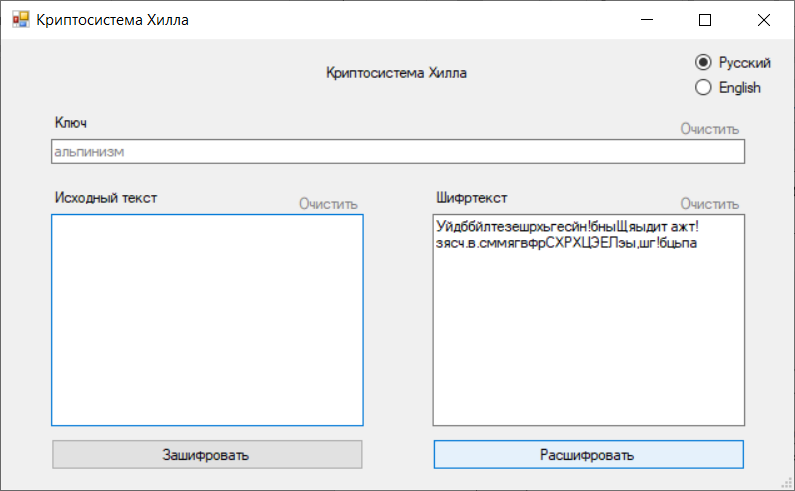 Криптосистема Хилла
Криптосистема Хилла
Русский
English
Ключ
Очистить
альпинизм
Исходный текст
Очистить
Шифртекст
Очистить
Уйдббйлтезешрхьгесйн!бныЩяыдит ажт!
зясч.в.сммягвфрСХРХЦЭЕЛэы,шг!бцьпа
Зашифровать
Расшифровать